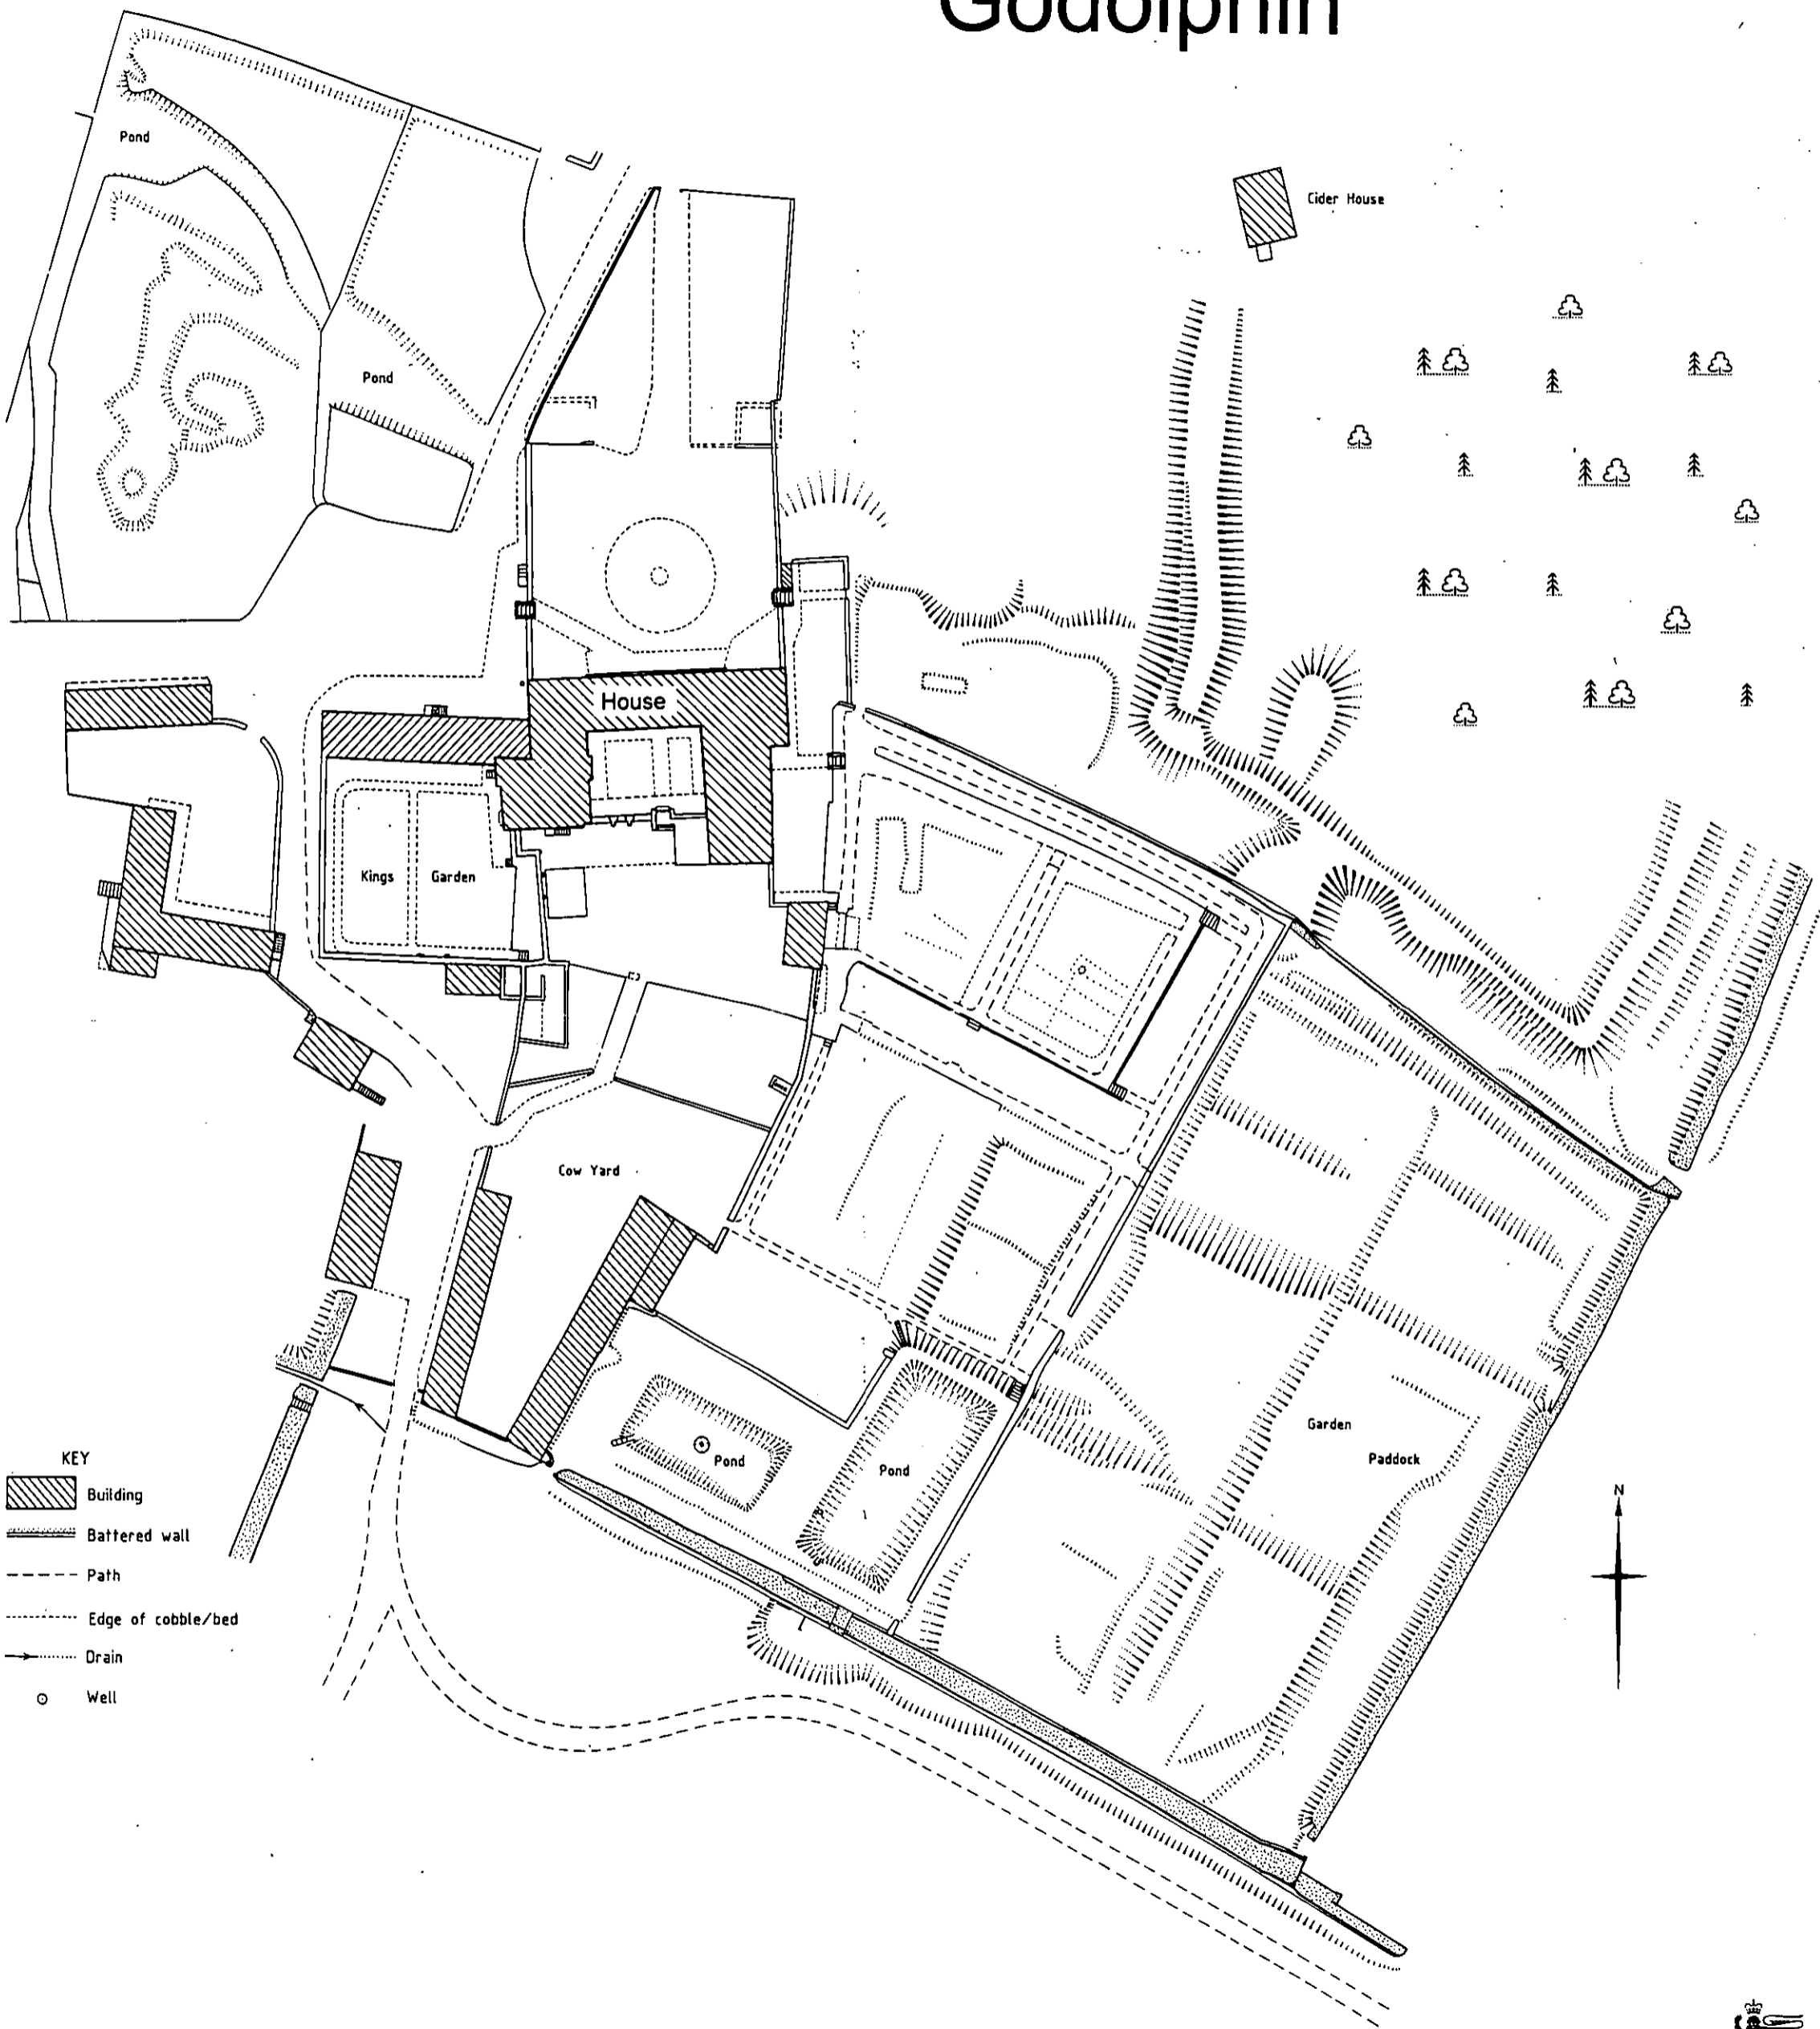 Godolphin
Pond
Cider House
Pond
House
Kings Garden
Cow Yard
Garden
Paddock
Pond
Pond
N
KEY
Building
Battered wall
Path
Edge of cobble/bed
Drain
Well